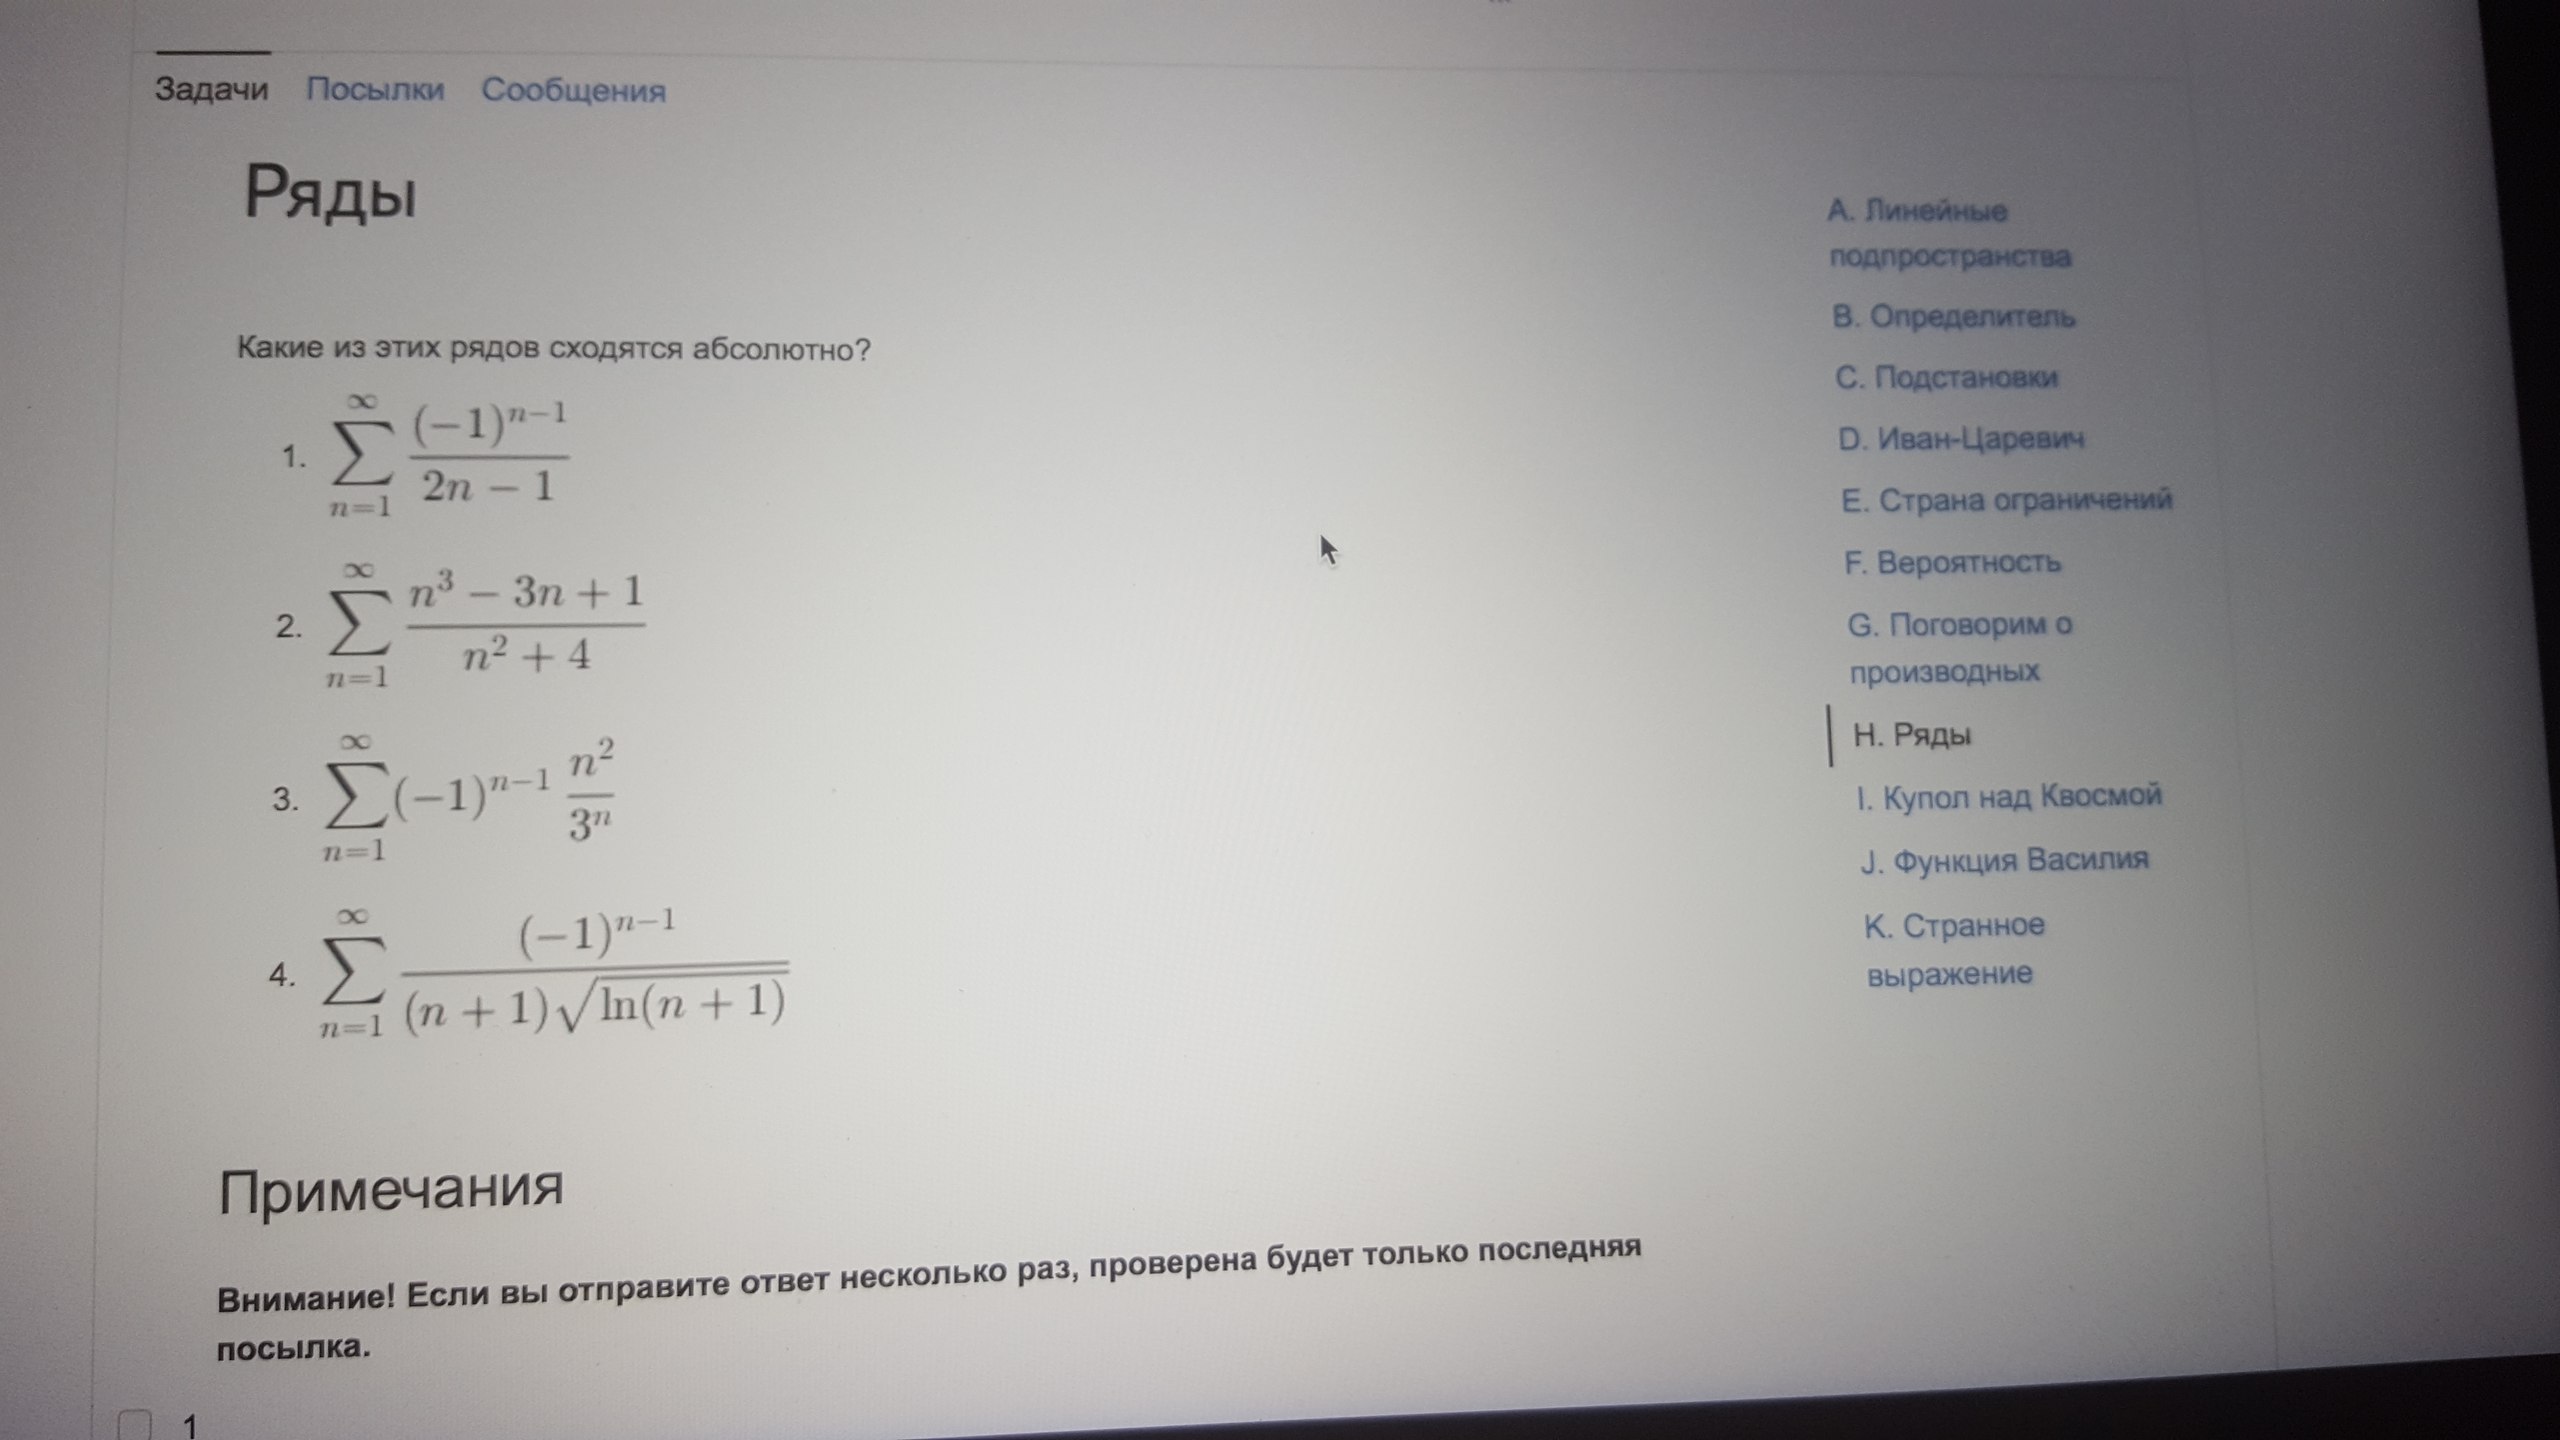 Задачи Посылки Сообщения
Ряды
Какие из этих рядов сходятся абсолютно?
1. $\sum_{n=1}^{\infty} \frac{(-1)^{n-1}}{2n-1}$
2. $\sum_{n=1}^{\infty} \frac{n^3-3n+1}{n^2+4}$
3. $\sum_{n=1}^{\infty} (-1)^{n-1} \frac{n^2}{3^n}$
4. $\sum_{n=1}^{\infty} \frac{(-1)^{n-1}}{(n+1)\sqrt{\ln(n+1)}}$
Примечания
Внимание! Если вы отправите ответ несколько раз, проверена будет только последняя
посылка.
1
A. Линейные
подпространства
B. Определитель
C. Подстановки
D. Иван-Царевич
E. Страна ограничений
F. Вероятность
G. Поговорим о
производных
H. Ряды
I. Купол над Квосмой
J. Функция Василия
K. Странное
выражение